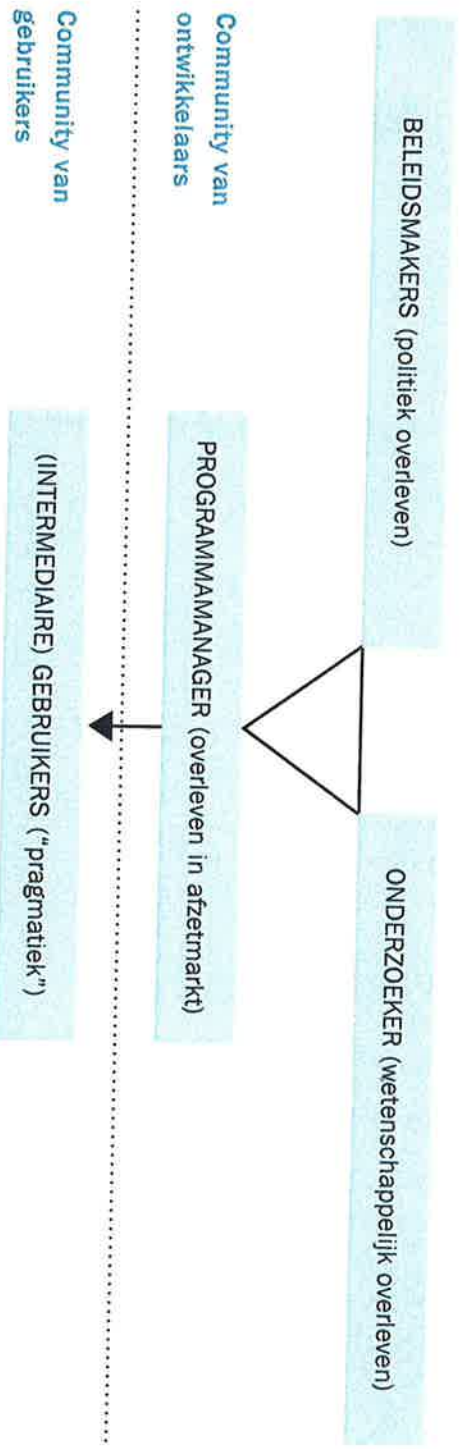 BELEIDSMAKERS (politiek overleven)
ONDERZOEKER (wetenschappelijk overleven)
Community van
ontwikkelaars
PROGRAMMAMANAGER (overleven in afzetmarkt)
Community van
gebruikers
(INTERMEDIAIRE) GEBRUIKERS (“pragmatiek”)